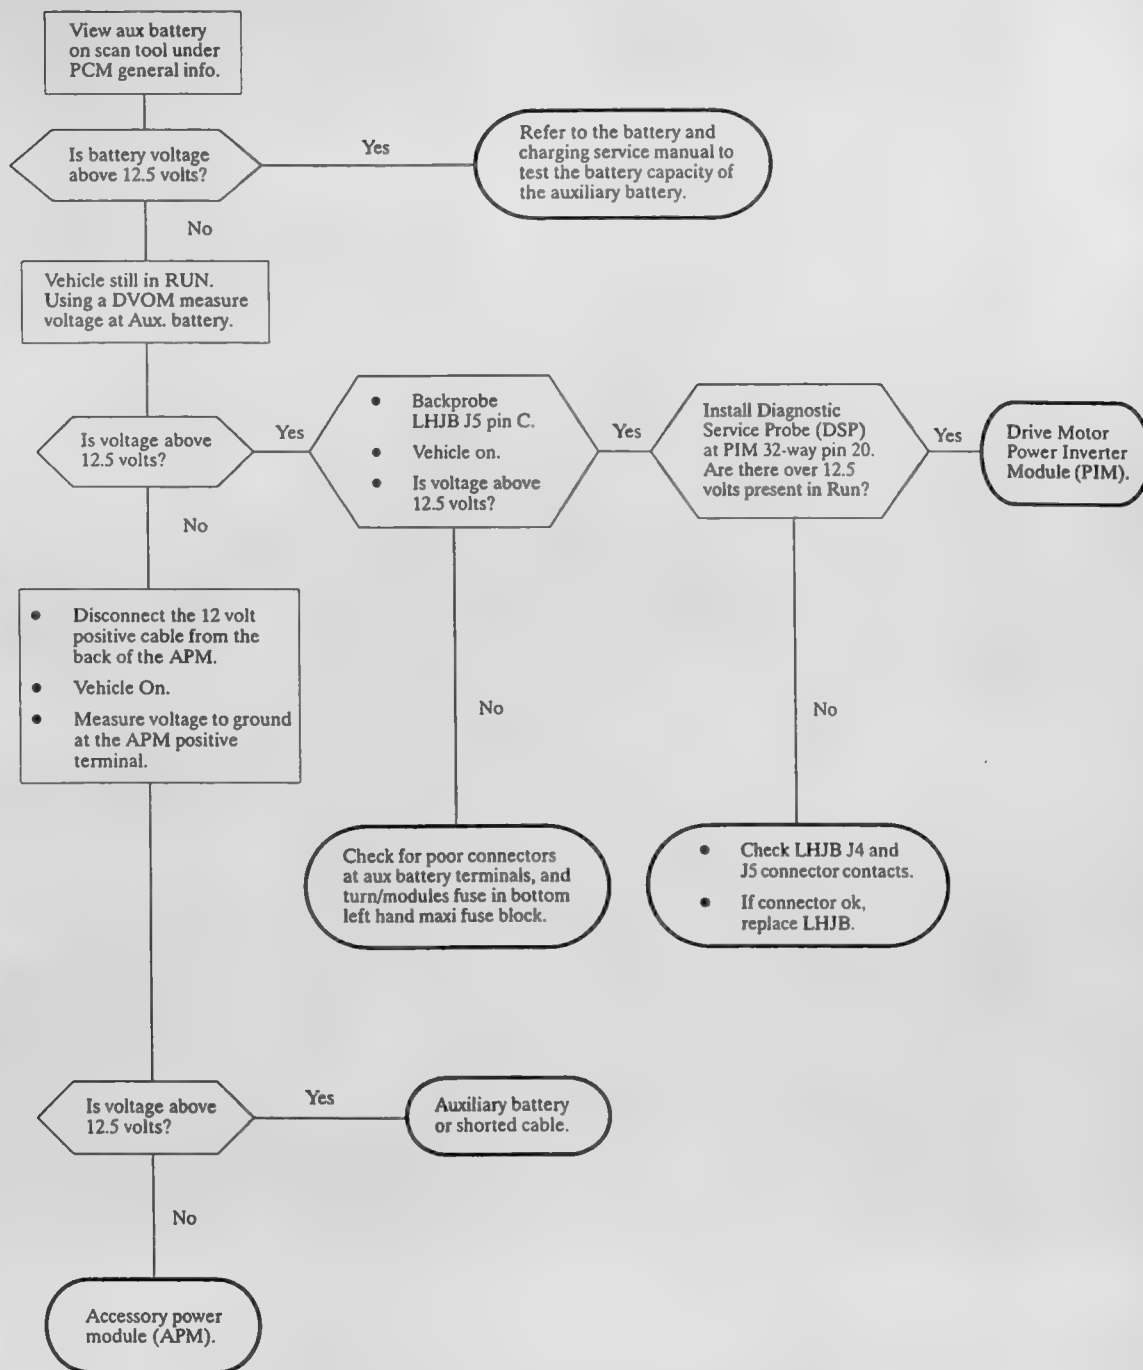 View aux battery
on scan tool under
PCM general info.
Is battery voltage
above 12.5 volts?
Yes
Refer to the battery and
charging service manual to
test the battery capacity of
the auxiliary battery.
No
Vehicle still in RUN.
Using a DVOM measure
voltage at Aux. battery.
Is voltage above
12.5 volts?
Yes
• Backprobe
LHJB J5 pin C.
• Vehicle on.
• Is voltage above
12.5 volts?
Yes
Install Diagnostic
Service Probe (DSP)
at PIM 32-way pin 20.
Are there over 12.5
volts present in Run?
Yes
Drive Motor
Power Inverter
Module (PIM).
No
• Disconnect the 12 volt
positive cable from the
back of the APM.
• Vehicle On.
• Measure voltage to ground
at the APM positive
terminal.
No
No
Check for poor connectors
at aux battery terminals, and
turn/modules fuse in bottom
left hand maxi fuse block.
• Check LHJB J4 and
J5 connector contacts.
• If connector ok,
replace LHJB.
Is voltage above
12.5 volts?
Yes
Auxiliary battery
or shorted cable.
No
Accessory power
module (APM).